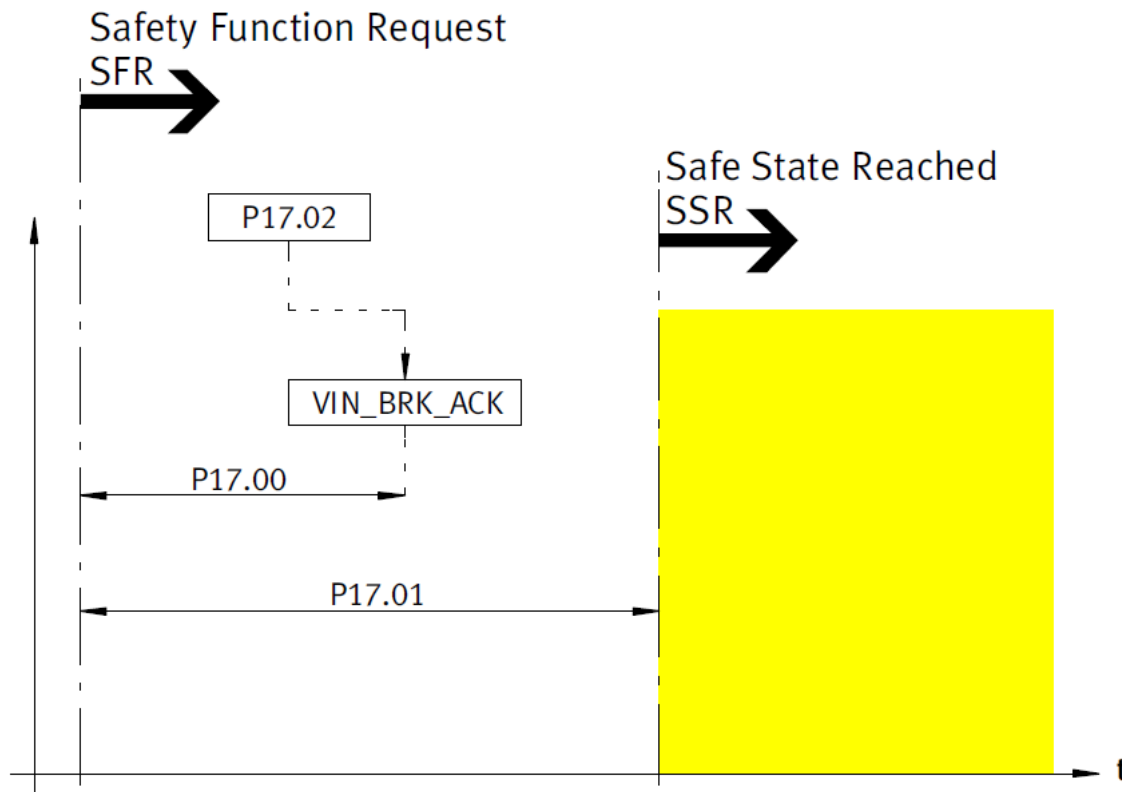 Safety Function Request
SFR
Safe State Reached
SSR
P17.02
VIN_BRK_ACK
P17.00
P17.01
t